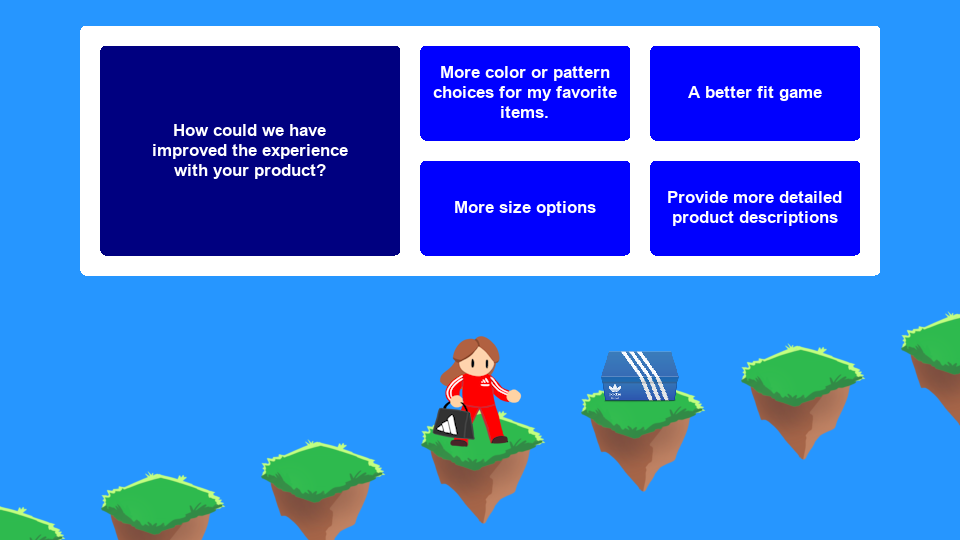 How could we have
improved the experience
with your product?
More color or pattern
choices for my favorite
items.
A better fit game
More size options
Provide more detailed
product descriptions